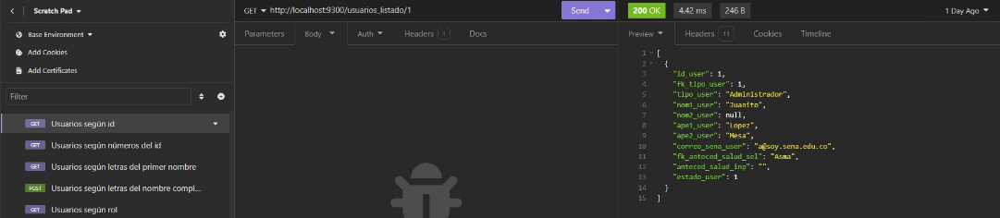 Scratch Pad
GET http://localhost:9300/usuarios_listado/1
Send
200 OK
4.42 ms
246 B
1 Day Ago
Base Environment
Add Cookies
Add Certificates
Filter
GET Usuarios según id
GET Usuarios según números del id
GET Usuarios según letras del primer nombre
POST Usuarios según letras del nombre compl...
GET Usuarios según rol
Parameters Body Auth Headers 1 Docs
Preview Headers 11 Cookies Timeline
1 [
2 {
3 "id_user": 1,
4 "fk_tipo_user": 1,
5 "tipo_user": "Administrador",
6 "nom1_user": "Juanito",
7 "nom2_user": null,
8 "ape1_user": "Lopez",
9 "ape2_user": "Mesa",
10 "correo_sena_user": "a@soy.sena.edu.co",
11 "fk_anteced_salud_sel": "Asma",
12 "anteced_salud_inp": "",
13 "estado_user": 1
14 }
15 ]